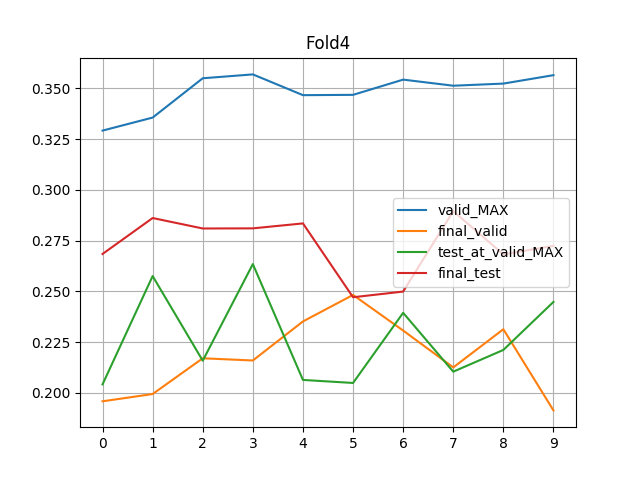 Fold4
0.350
0.325
0.300
0.275
0.250
0.225
0.200
valid_MAX
final_valid
test_at_valid_MAX
final_test
0 1 2 3 4 5 6 7 8 9